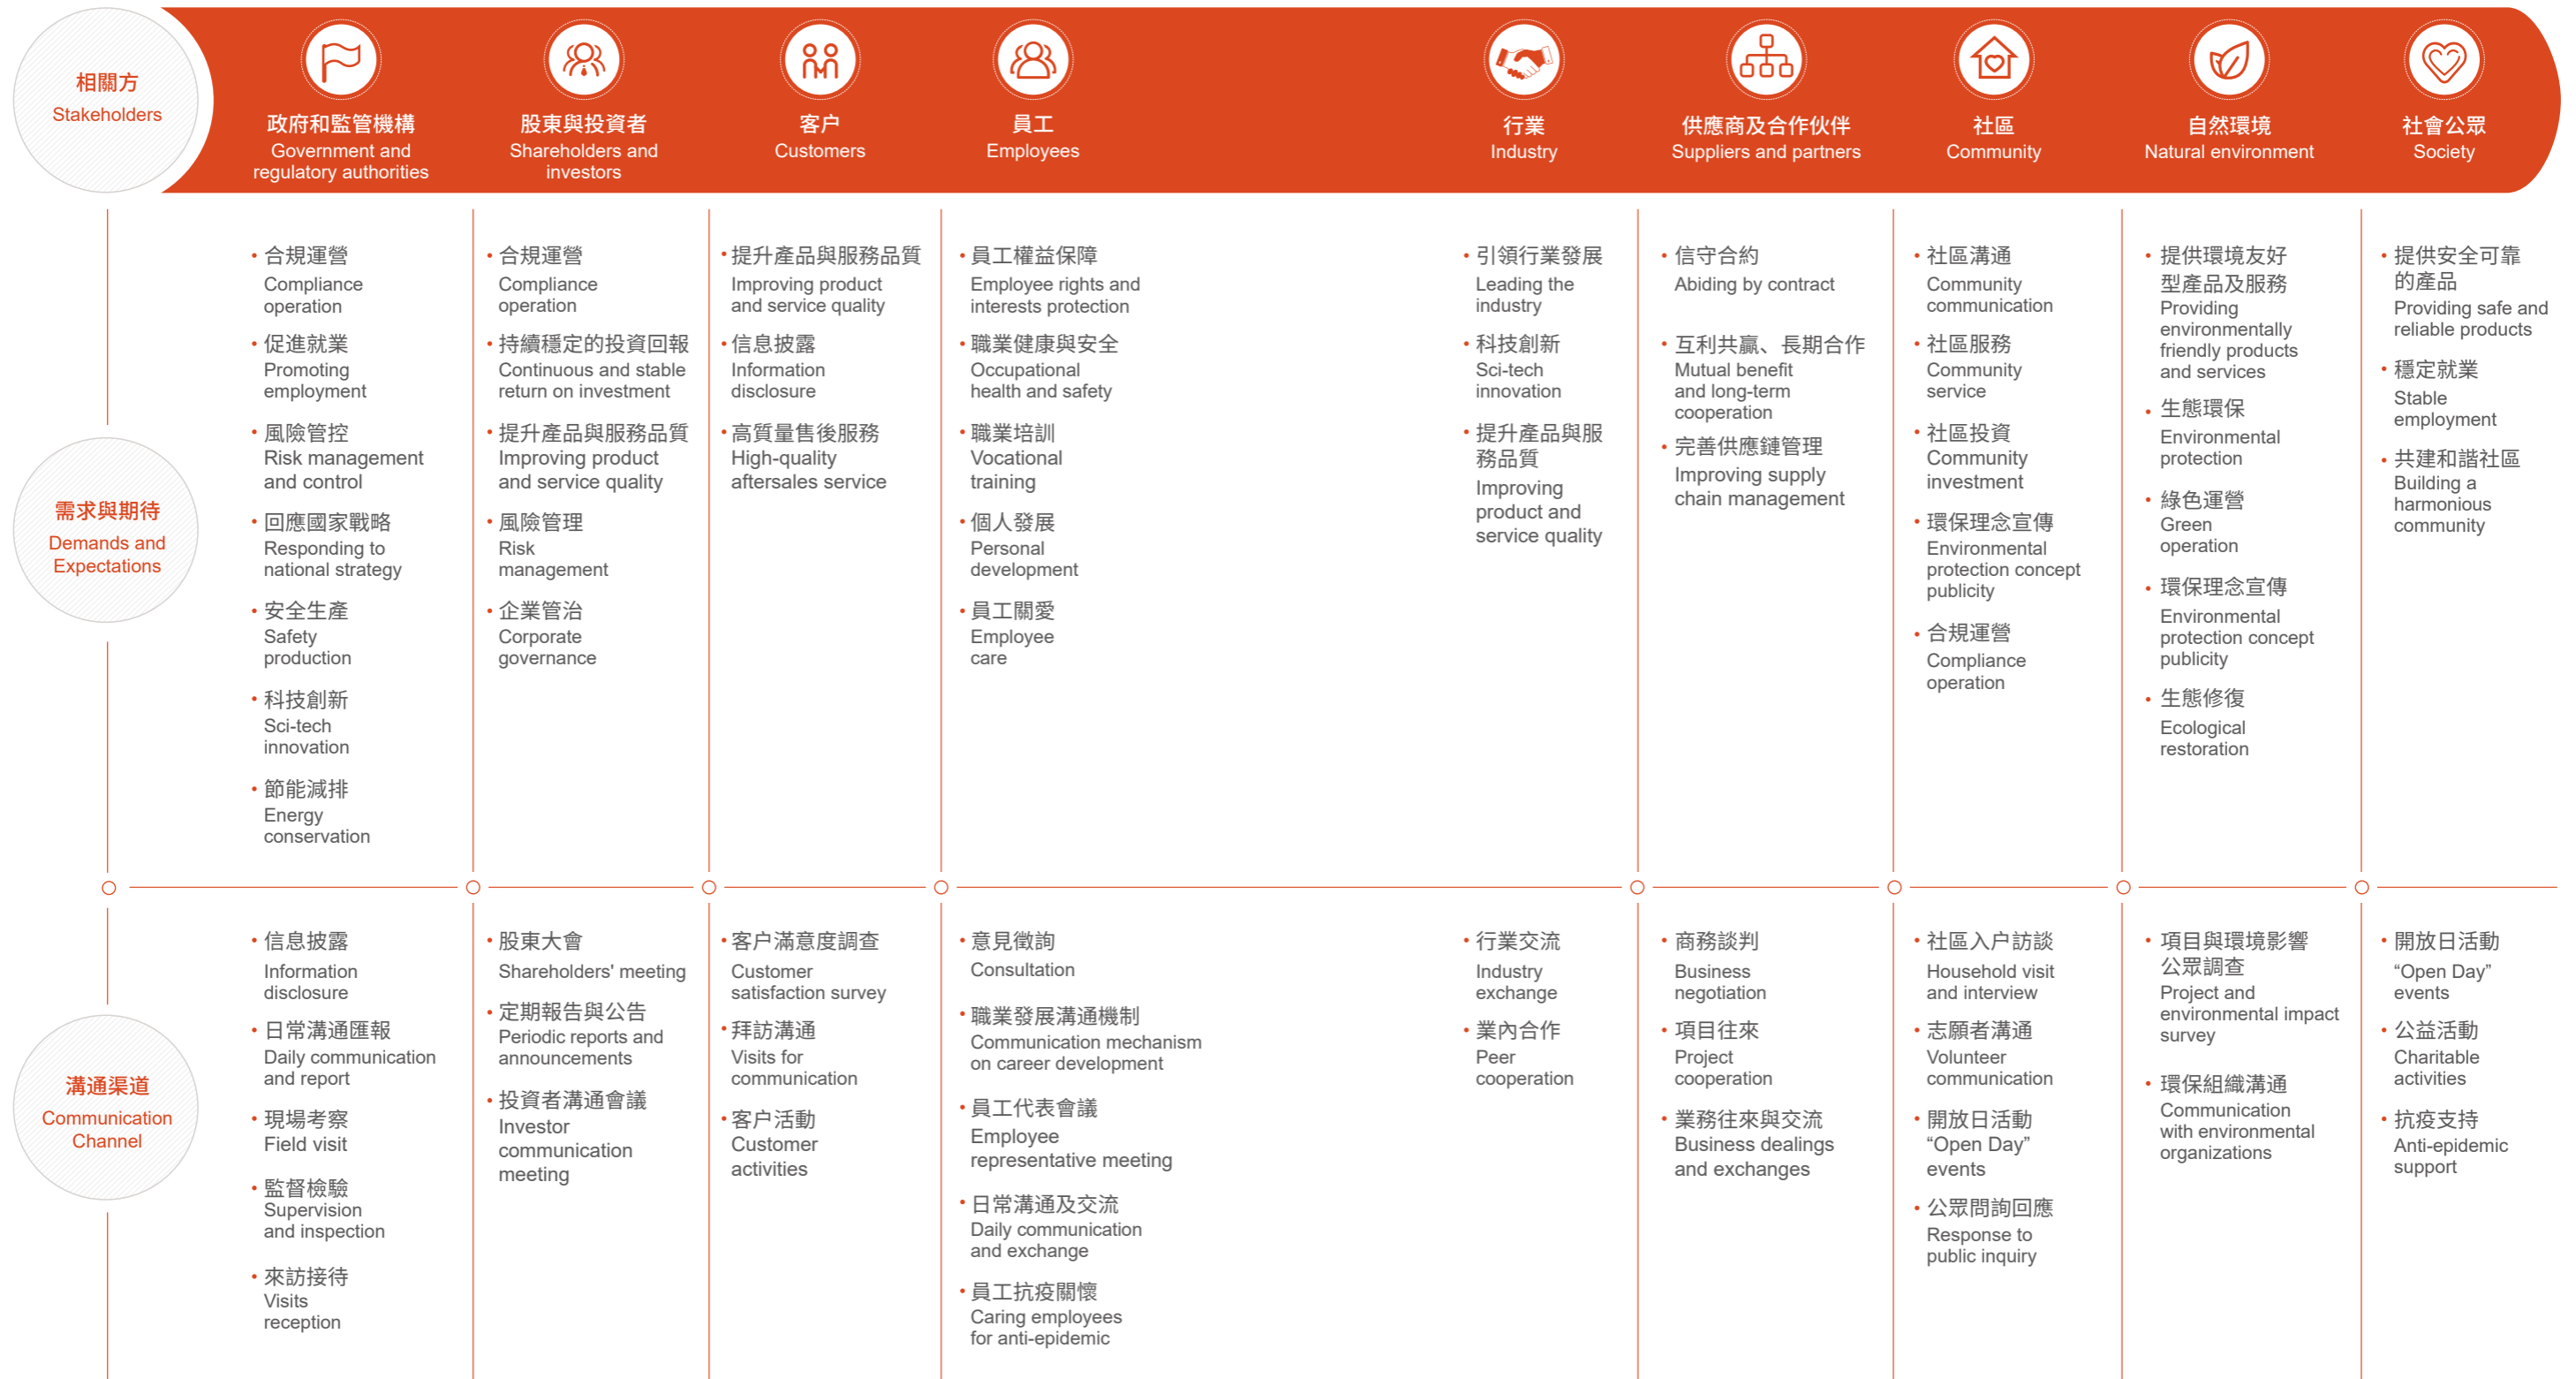 相關方
Stakeholders
政府和監管機構
Government and
regulatory authorities
股東與投資者
Shareholders and
investors
客户
Customers
員工
Employees
行業
Industry
供應商及合作伙伴
Suppliers and partners
社區
Community
自然環境
Natural environment
社會公眾
Society
需求與期待
Demands and
Expectations
• 合規運營
Compliance
operation
• 促進就業
Promoting
employment
• 風險管控
Risk management
and control
• 回應國家戰略
Responding to
national strategy
• 安全生產
Safety
production
• 科技創新
Sci-tech
innovation
• 節能減排
Energy
conservation
• 合規運營
Compliance
operation
• 持續穩定的投資回報
Continuous and stable
return on investment
• 提升產品與服務品質
Improving product
and service quality
• 風險管理
Risk
management
• 企業管治
Corporate
governance
• 提升產品與服務品質
Improving product
and service quality
• 信息披露
Information
disclosure
• 高質量售後服務
High-quality
aftersales service
• 員工權益保障
Employee rights and
interests protection
• 職業健康與安全
Occupational
health and safety
• 職業培訓
Vocational
training
• 個人發展
Personal
development
• 員工關愛
Employee
care
• 引領行業發展
Leading the
industry
• 科技創新
Sci-tech
innovation
• 提升產品與服
務品質
Improving
product and
service quality
• 信守合約
Abiding by contract
• 互利共贏、長期合作
Mutual benefit
and long-term
cooperation
• 完善供應鏈管理
Improving supply
chain management
• 社區溝通
Community
communication
• 社區服務
Community
service
• 社區投資
Community
investment
• 環保理念宣傳
Environmental
protection concept
publicity
• 合規運營
Compliance
operation
• 提供環境友好
型產品及服務
Providing
environmentally
friendly products
and services
• 生態環保
Environmental
protection
• 綠色運營
Green
operation
• 環保理念宣傳
Environmental
protection concept
publicity
• 生態修復
Ecological
restoration
• 提供安全可靠
的產品
Providing safe and
reliable products
• 穩定就業
Stable
employment
• 共建和諧社區
Building a
harmonious
community
溝通渠道
Communication
Channel
• 信息披露
Information
disclosure
• 日常溝通匯報
Daily communication
and report
• 現場考察
Field visit
• 監督檢驗
Supervision
and inspection
• 來訪接待
Visits
reception
• 股東大會
Shareholders' meeting
• 定期報告與公告
Periodic reports and
announcements
• 投資者溝通會議
Investor
communication
meeting
• 客户滿意度調查
Customer
satisfaction survey
• 拜訪溝通
Visits for
communication
• 客户活動
Customer
activities
• 意見徵詢
Consultation
• 職業發展溝通機制
Communication mechanism
on career development
• 員工代表會議
Employee
representative meeting
• 日常溝通及交流
Daily communication
and exchange
• 員工抗疫關懷
Caring employees
for anti-epidemic
• 行業交流
Industry
exchange
• 業內合作
Peer
cooperation
• 商務談判
Business
negotiation
• 項目往來
Project
cooperation
• 業務往來與交流
Business dealings
and exchanges
• 社區入户訪談
Household visit
and interview
• 志願者溝通
Volunteer
communication
• 開放日活動
“Open Day”
events
• 公眾問詢回應
Response to
public inquiry
• 項目與環境影響
公眾調查
Project and
environmental impact
survey
• 環保組織溝通
Communication
with environmental
organizations
• 開放日活動
“Open Day”
events
• 公益活動
Charitable
activities
• 抗疫支持
Anti-epidemic
support